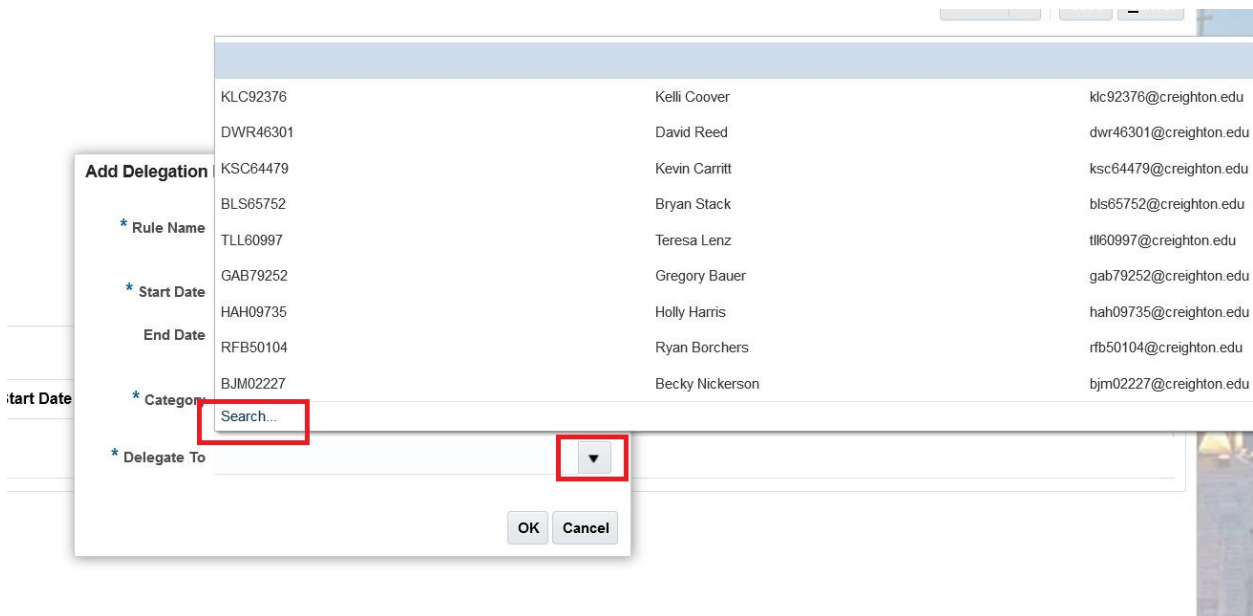 KLC92376 Kelli Coover klc92376@creighton.edu
DWR46301 David Reed dwr46301@creighton.edu
Add Delegation
KSC64479 Kevin Carritt ksc64479@creighton.edu
BLS65752 Bryan Stack bls65752@creighton.edu
* Rule Name
TLL60997 Teresa Lenz tll60997@creighton.edu
GAB79252 Gregory Bauer gab79252@creighton.edu
* Start Date
HAH09735 Holly Harris hah09735@creighton.edu
End Date
RFB50104 Ryan Borchers rfb50104@creighton.edu
BJM02227 Becky Nickerson bjm02227@creighton.edu
tart Date
* Category
Search...
* Delegate To
OK Cancel